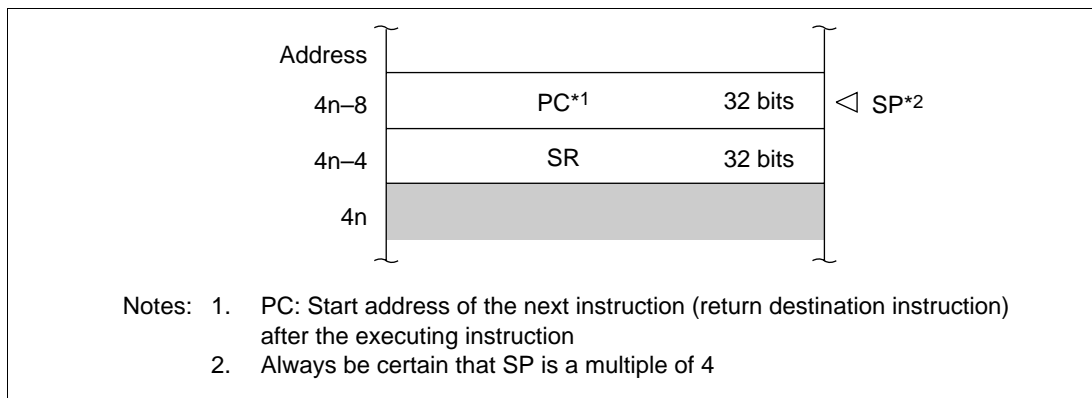 Address
4n–8 PC*1 32 bits SP*2
4n–4 SR 32 bits
4n
Notes: 1. PC: Start address of the next instruction (return destination instruction)
after the executing instruction
2. Always be certain that SP is a multiple of 4